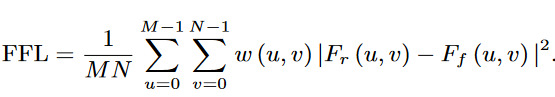 FFL = \frac{1}{MN} \sum_{u=0}^{M-1} \sum_{v=0}^{N-1} w(u, v) |F_r(u, v) − F_f(u, v)|^2.